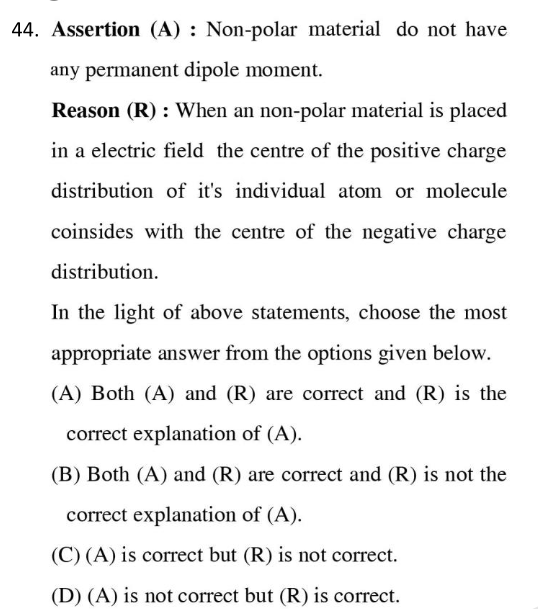 44. Assertion (A) : Non-polar material do not have
any permanent dipole moment.
Reason (R) : When an non-polar material is placed
in a electric field the centre of the positive charge
distribution of it's individual atom or molecule
coinsides with the centre of the negative charge
distribution.
In the light of above statements, choose the most
appropriate answer from the options given below.
(A) Both (A) and (R) are correct and (R) is the
correct explanation of (A).
(B) Both (A) and (R) are correct and (R) is not the
correct explanation of (A).
(C) (A) is correct but (R) is not correct.
(D) (A) is not correct but (R) is correct.